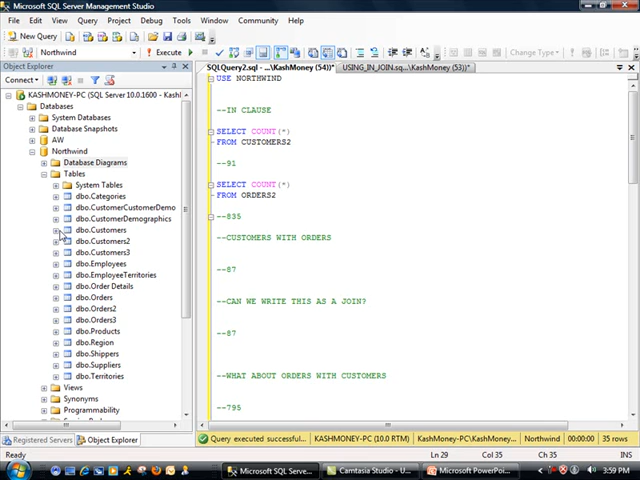 Microsoft SQL Server Management Studio
File Edit View Query Project Debug Tools Window Community Help
New Query
Northwind Execute Change Type
Object Explorer
Connect
KASHMONEY-PC (SQL Server 10.0.1600 - Kashl
Databases
System Databases
Database Snapshots
AW
Northwind
Database Diagrams
Tables
System Tables
dbo.Categories
dbo.CustomerCustomerDemo
dbo.CustomerDemographics
dbo.Customers
dbo.Customers2
dbo.Customers3
dbo.Employees
dbo.EmployeeTerritories
dbo.Order Details
dbo.Orders
dbo.Orders2
dbo.Orders3
dbo.Products
dbo.Region
dbo.Shippers
dbo.Suppliers
dbo.Territories
Views
Synonyms
Programmability
Registered Servers Object Explorer
SQLQuery2.sql - ...\KashMoney (54))* USING_IN_JOIN.sq...\KashMoney (53))*
USE NORTHWIND
--IN CLAUSE
SELECT COUNT(*)
FROM CUSTOMERS2
--91
SELECT COUNT(*)
FROM ORDERS2
--835
--CUSTOMERS WITH ORDERS
--87
--CAN WE WRITE THIS AS A JOIN?
--87
--WHAT ABOUT ORDERS WITH CUSTOMERS
--795
Query executed successful... KASHMONEY-PC (10.0 RTM) KashMoney-PC\KashMoney ... Northwind 00:00:00 35 rows
Ready Ln 29 Col 35 Ch 35 INS
Microsoft SQL Serve... Camtasia Studio - U... Microsoft PowerPoi... 3:59 PM